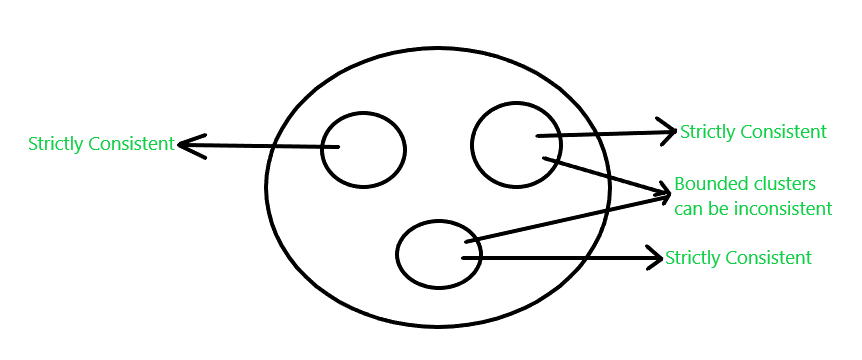 Strictly Consistent
Strictly Consistent
Bounded clusters
can be inconsistent
Strictly Consistent